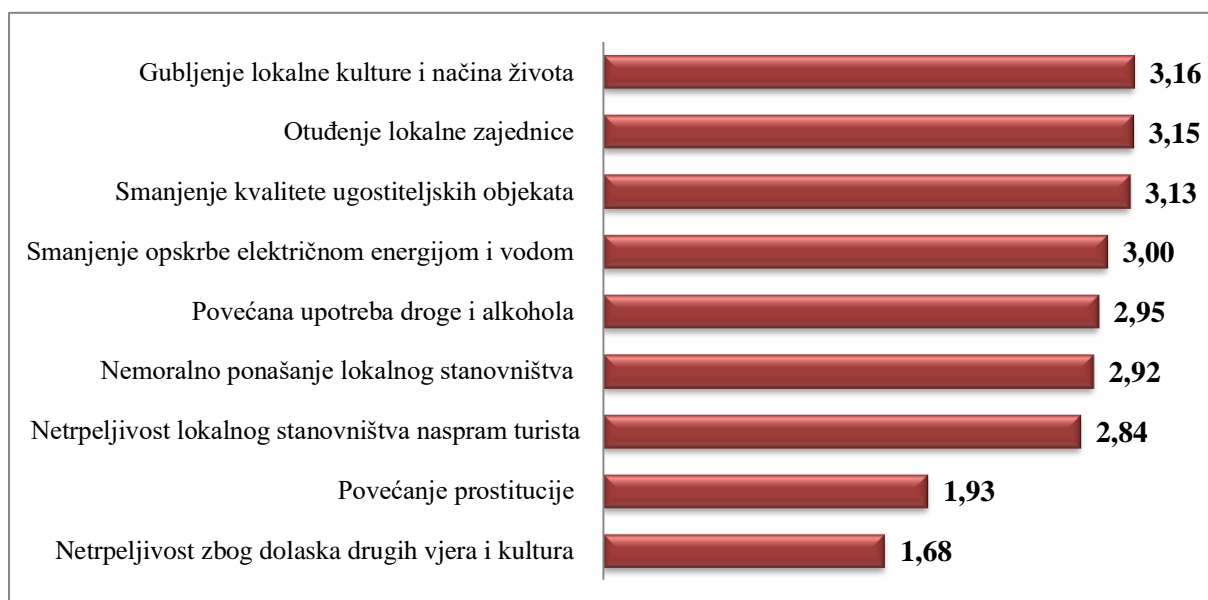 Gubljenje lokalne kulture i načina života 3,16
Otuđenje lokalne zajednice 3,15
Smanjenje kvalitete ugostiteljskih objekata 3,13
Smanjenje opskrbe električnom energijom i vodom 3,00
Povećana upotreba droge i alkohola 2,95
Nemoralno ponašanje lokalnog stanovništva 2,92
Netrpeljivost lokalnog stanovništva naspram turista 2,84
Povećanje prostitucije 1,93
Netrpeljivost zbog dolaska drugih vjera i kultura 1,68